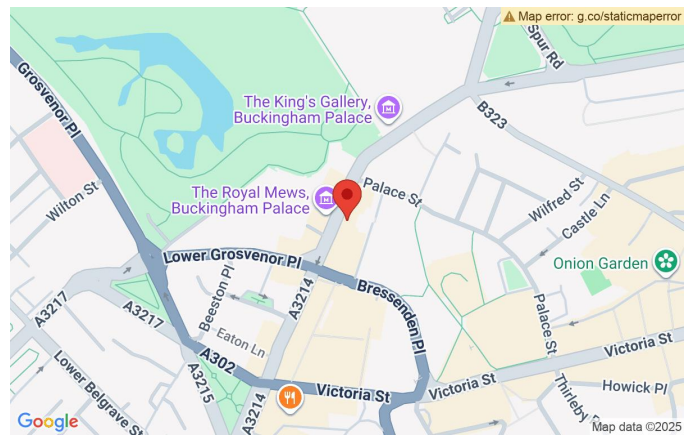 Map error: g.co/staticmaperror
Spur Rd
Grosvenor Pl
The King's Gallery,
Buckingham Palace
B323
Wilton St
The Royal Mews,
Buckingham Palace
Palace St
Wilfred St
Castle Ln
Lower Grosvenor Pl
Onion Garden
A3217
A3217
Beeston Pl
A3214
Bressenden Pl
Palace St
Eaton Ln
A302
Victoria St
Lower Belgrave St
A3215
A3214
Victoria St
Victoria St
Howick Pl
Thirleby
Google
Map data ©2025